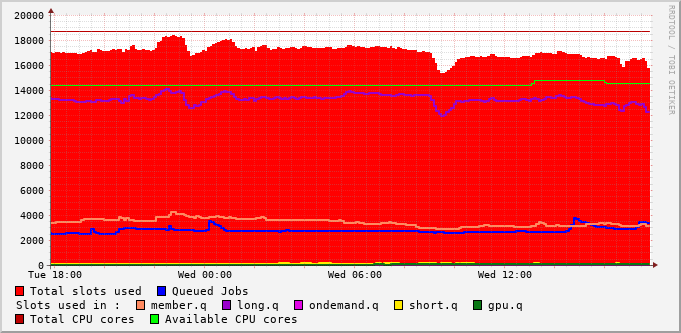 20000
18000
16000
14000
12000
10000
8000
6000
4000
2000
0
Tue 18:00 Wed 00:00 Wed 06:00 Wed 12:00
RRDTOOL / TOBI OETIKER
Total slots used Queued Jobs
Slots used in : member.q long.q ondemand.q short.q gpu.q
Total CPU cores Available CPU cores